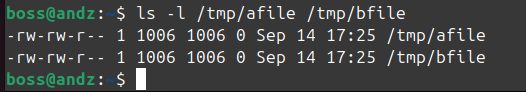 boss@andz:~$ ls -l /tmp/afile /tmp/bfile
-rw-rw-r-- 1 1006 1006 0 Sep 14 17:25 /tmp/afile
-rw-rw-r-- 1 1006 1006 0 Sep 14 17:25 /tmp/bfile
boss@andz:~$